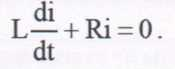 L di/dt + Ri = 0.